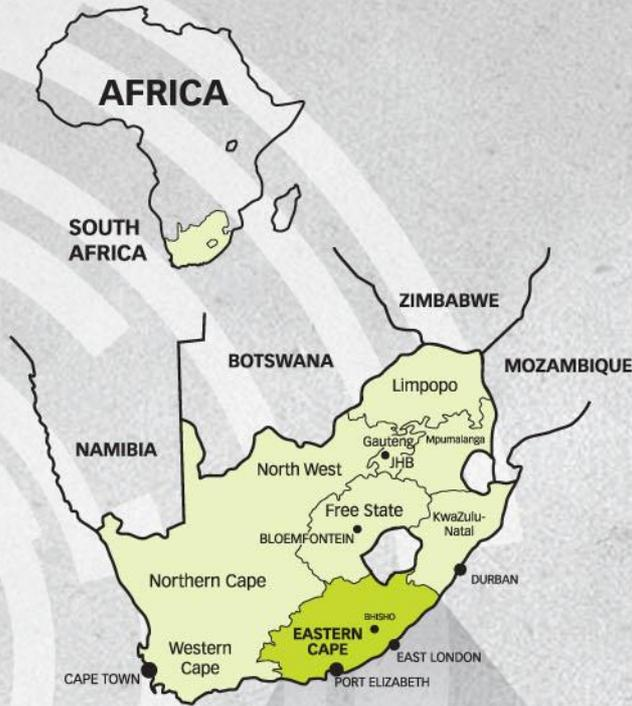 AFRICA
SOUTH
AFRICA
ZIMBABWE
BOTSWANA
MOZAMBIQUE
Limpopo
NAMIBIA
Gauteng
Mpumalanga
JHB
North West
Free State
KwaZulu-
Natal
BLOEMFONTEIN
DURBAN
Northern Cape
BHISHO
EASTERN
CAPE
Western
Cape
EAST LONDON
CAPE TOWN
PORT ELIZABETH